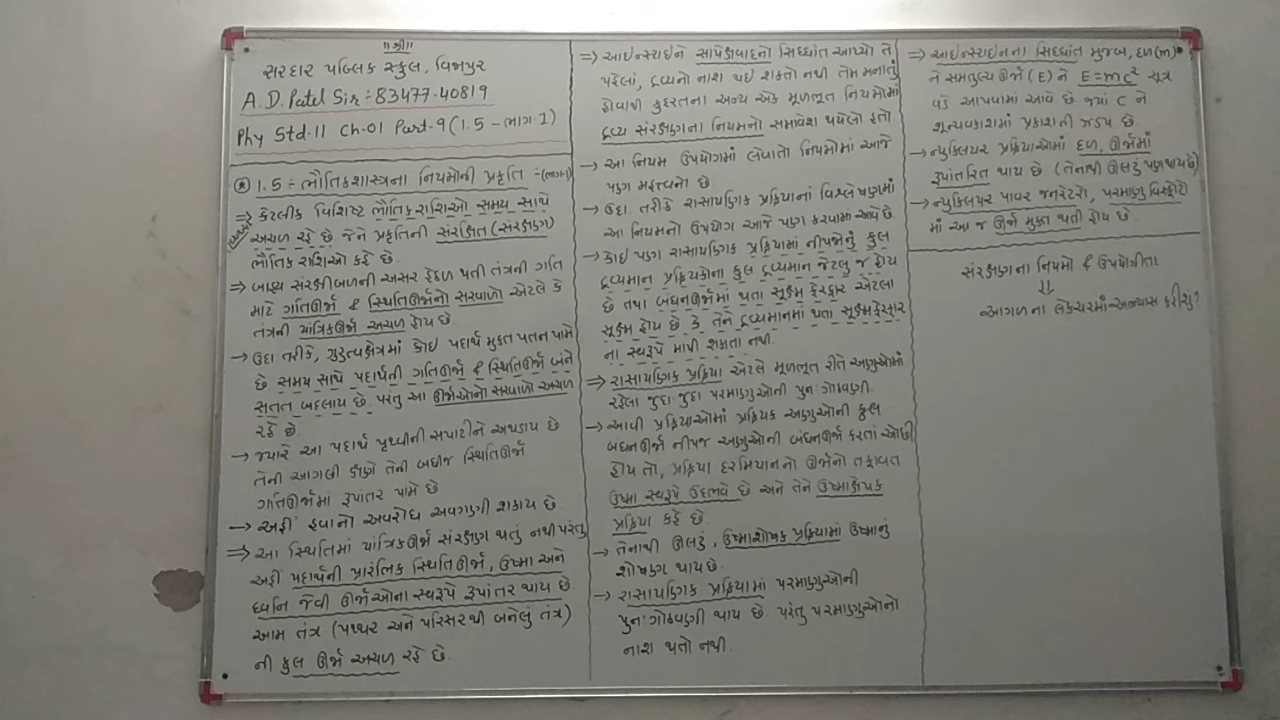 ॥ શ્રી ॥
સરદાર પબ્લિક સ્કુલ, વિજાપુર
A. D. Patel Sir :- 83477-40819
Phy Std-11 Ch-01 Part-9 (1.5 - ભાગ-1)
* 1.5 :- ભૌતિકશાસ્ત્રના નિયમોની પ્રકૃતિ :- (ભાગ-1)
⇒ કેટલીક વિશિષ્ટ ભૌતિકરાશિઓ સમય સાથે
અચળ રહે છે જેને પ્રકૃતિની સંરક્ષિત (સંરક્ષણ)
ભૌતિક રાશિઓ કહે છે.
⇒ બાહ્ય સંરક્ષીબળની અસર હેઠળ થતી તંત્રની ગતિ
માટે ગતિઊર્જા & સ્થિતિઊર્જાનો સરવાળો એટલે કે
તંત્રની યાંત્રિકઊર્જા અચળ હોય છે
→ ઉદા તરીકે, ગુરુત્વક્ષેત્રમાં કોઇ પદાર્થ મુક્ત પતન પામે
છે સમય સાથે પદાર્થની ગતિઊર્જા & સ્થિતિઊર્જા બંને
સતત બદલાય છે પરંતુ આ ઊર્જાઓનો સરવાળો અચળ
રહે છે.
→ જ્યારે આ પદાર્થ પૃથ્વીની સપાટીને અથડાય છે
તેની આગલી ક્ષણે તેની બધીજ સ્થિતિઊર્જા
ગતિઊર્જામાં રૂપાંતર પામે છે
→ અહીં હવાનો અવરોધ અવગણી શકાય છે.
⇒ આ સ્થિતિમાં યાંત્રિકઊર્જા સંરક્ષણ થતું નથી પરંતુ
અહીં પદાર્થની પ્રારંભિક સ્થિતિઊર્જા, ઉષ્મા અને
ધ્વનિ જેવી ઊર્જાઓના સ્વરૂપે રૂપાંતર થાય છે.
આમ તંત્ર (પથ્થર અને પરિસરથી બનેલું તંત્ર)
ની કુલ ઊર્જા અચળ રહે છે.
⇒ આઇન્સ્ટાઇને સાપેક્ષવાદનો સિદ્ધાંત આપ્યો તે
પહેલાં, દ્રવ્યનો નાશ થઇ શકતો નથી તેમ મનાતું
હોવાથી કુદરતના અન્ય એક મૂળભૂત નિયમોમાં
દ્રવ્ય સંરક્ષણના નિયમનો સમાવેશ થયેલો હતો
→ આ નિયમ ઉપયોગમાં લેવાતો નિયમોમાં આજે
પણ મહત્ત્વનો છે
→ ઉદા તરીકે રાસાયણિક પ્રક્રિયાનાં વિશ્લેષણમાં
આ નિયમનો ઉપયોગ આજે પણ કરવામાં આવે છે
→ કોઇ પણ રાસાયણિક પ્રક્રિયામાં નીપજોનું કુલ
દ્રવ્યમાન પ્રક્રિયકોના કુલ દ્રવ્યમાન જેટલું જ હોય
છે તથા બંધનઊર્જામાં થતા સૂક્ષ્મ ફેરફાર એટલા
સૂક્ષ્મ હોય છે કે તેને દ્રવ્યમાનમાં થતા સૂક્ષ્મ ફેરફાર
ના સ્વરૂપે માપી શકાતા નથી.
⇒ રાસાયણિક પ્રક્રિયા એટલે મૂળભૂત રીતે અણુઓમાં
રહેલા જુદા જુદા પરમાણુઓની પુનઃ ગોઠવણી
→ આવી પ્રક્રિયાઓમાં પ્રક્રિયક અણુઓની કુલ
બંધનઊર્જા નીપજ અણુઓની બંધનઊર્જા કરતાં ઓછી
હોય તો, પ્રક્રિયા દરમિયાનનો ઊર્જાનો તફાવત
ઉષ્મા સ્વરૂપે ઉદ્ભવે છે અને તેને ઉષ્માક્ષેપક
પ્રક્રિયા કહે છે
→ તેનાથી ઊલટું, ઉષ્માશોષક પ્રક્રિયામાં ઉષ્માનું
શોષણ થાય છે.
→ રાસાયણિક પ્રક્રિયામાં પરમાણુઓની
પુનઃ ગોઠવણી થાય છે પરંતુ પરમાણુઓનો
નાશ થતો નથી.
⇒ આઇન્સ્ટાઇનના સિદ્ધાંત મુજબ, દળ (m)
ને સમતુલ્ય ઊર્જા (E) ને E = mc² સૂત્ર
વડે આપવામાં આવે છે જ્યાં C ને
શૂન્યાવકાશમાં પ્રકાશની ઝડપ છે.
→ ન્યુક્લિયર પ્રક્રિયાઓમાં દળ, ઊર્જામાં
રૂપાંતરિત થાય છે. (તેનાથી ઊલટું પણ થાય છે)
→ ન્યુક્લિયર પાવર જનરેટરો, પરમાણુ વિસ્ફોટો
માં આ જ ઊર્જા મુક્ત થતી હોય છે.
સંરક્ષણના નિયમો & ઉપયોગીતા
⇓
આગળના લેક્ચરમાં અભ્યાસ કરીશું?